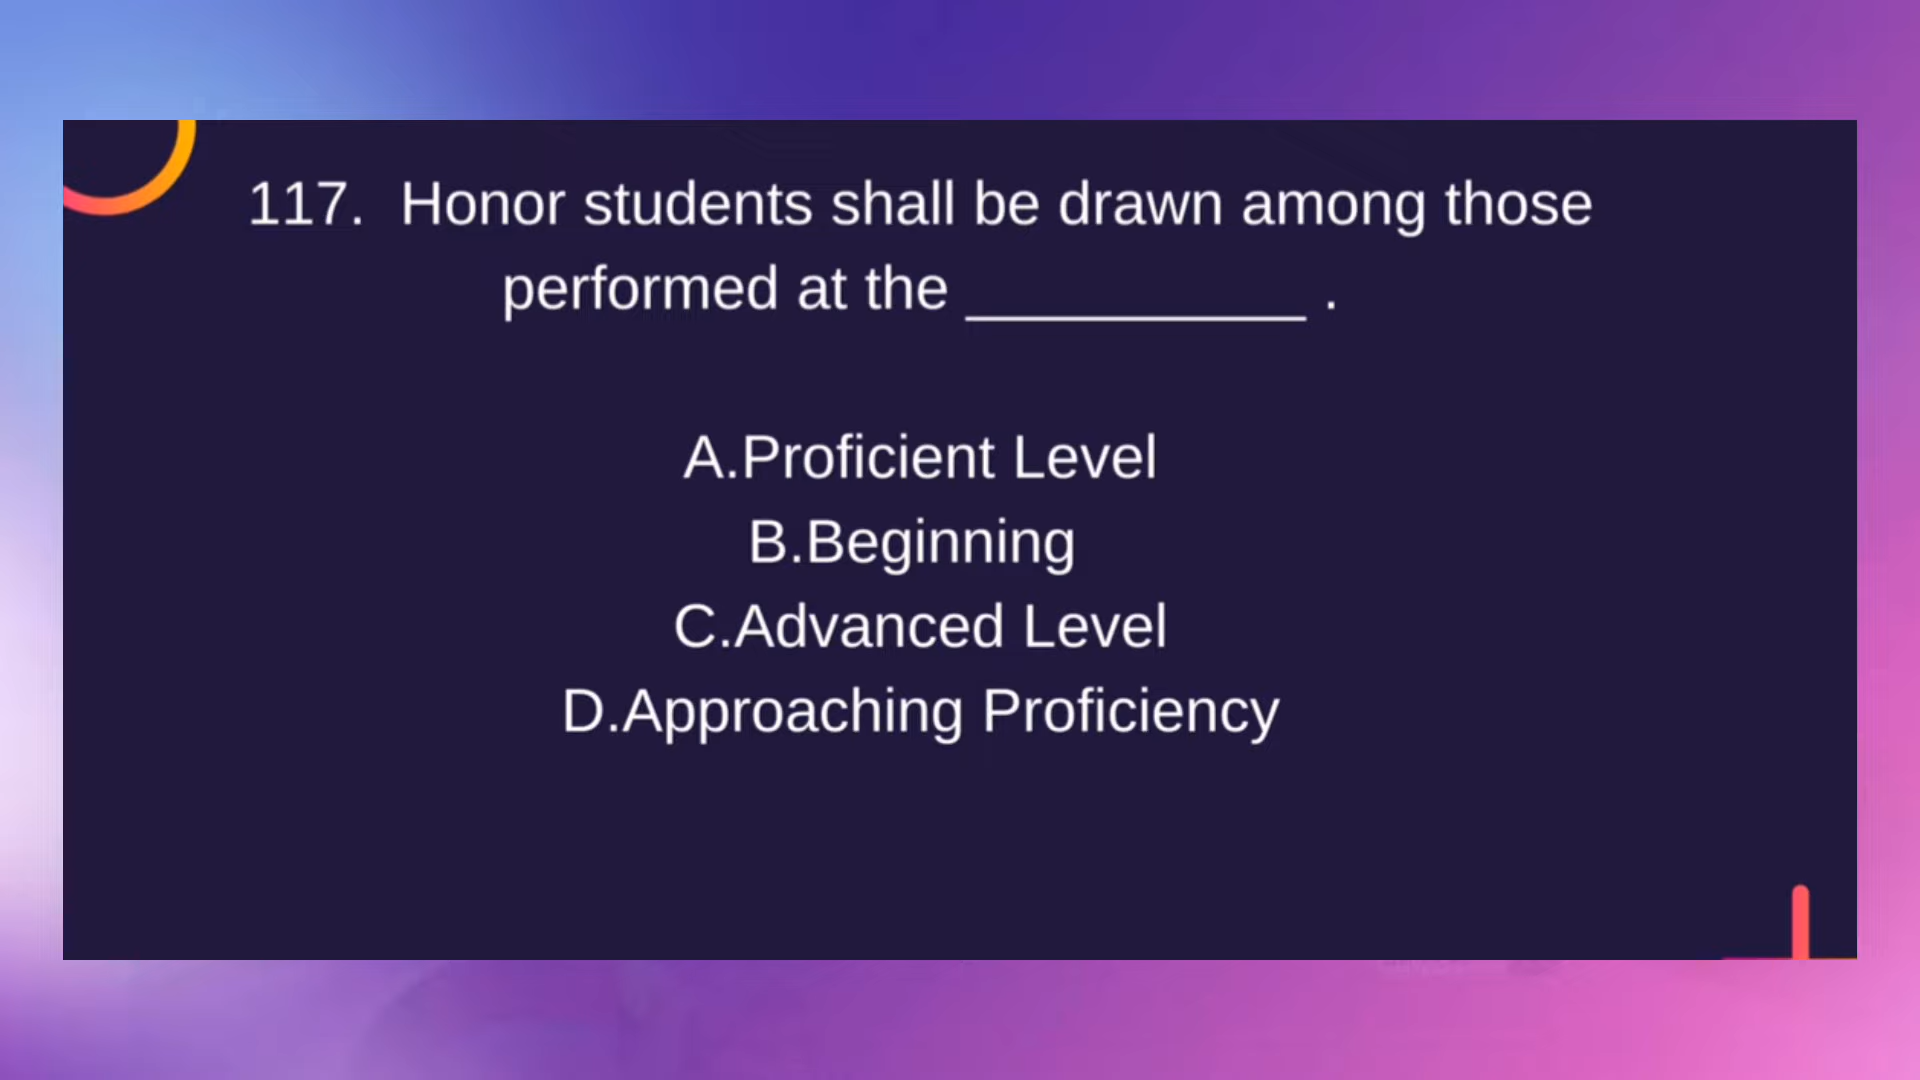 117. Honor students shall be drawn among those
performed at the __________ .
A.Proficient Level
B.Beginning
C.Advanced Level
D.Approaching Proficiency